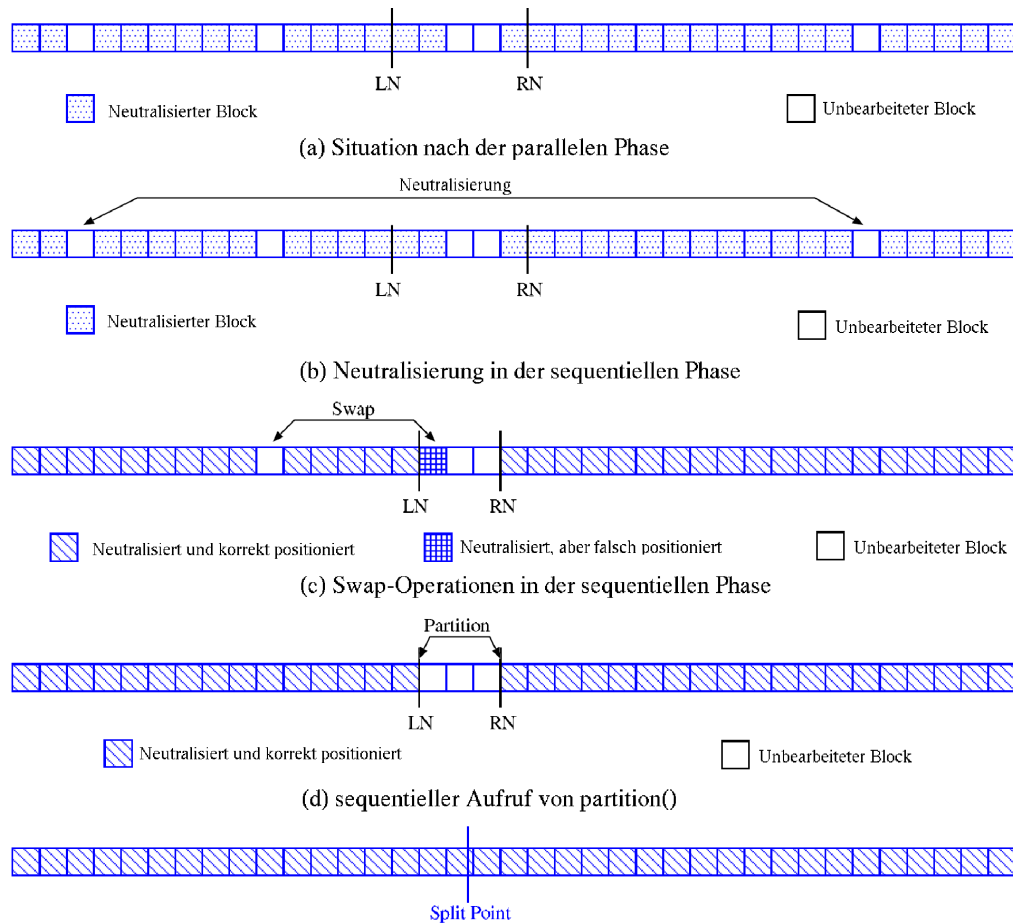 LN RN
Neutralisierter Block Unbearbeiteter Block
(a) Situation nach der parallelen Phase
Neutralisierung
LN RN
Neutralisierter Block Unbearbeiteter Block
(b) Neutralisierung in der sequentiellen Phase
Swap
LN RN
Neutralisiert und korrekt positioniert Neutralisiert, aber falsch positioniert Unbearbeiteter Block
(c) Swap-Operationen in der sequentiellen Phase
Partition
LN RN
Neutralisiert und korrekt positioniert Unbearbeiteter Block
(d) sequentieller Aufruf von partition()
Split Point